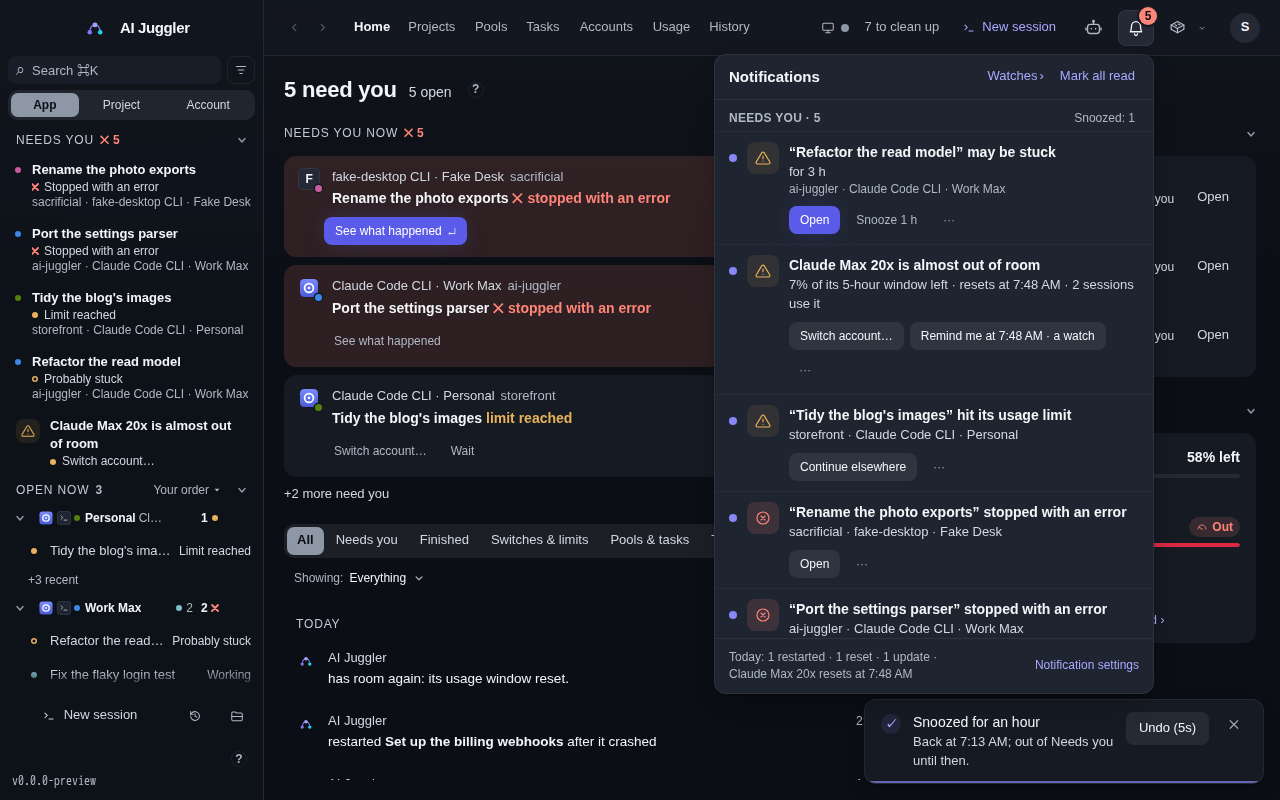 AI Juggler
Search ⌘K
App
Project
Account
NEEDS YOU 5
Rename the photo exports
Stopped with an error
sacrificial · fake-desktop CLI · Fake Desk
Port the settings parser
Stopped with an error
ai-juggler · Claude Code CLI · Work Max
Tidy the blog's images
Limit reached
storefront · Claude Code CLI · Personal
Refactor the read model
Probably stuck
ai-juggler · Claude Code CLI · Work Max
Claude Max 20x is almost out
of room
Switch account…
OPEN NOW 3
Your order
Personal Cl… 1
Tidy the blog's ima… Limit reached
+3 recent
Work Max 2 2
Refactor the read… Probably stuck
Fix the flaky login test Working
New session
?
v0.0.0-preview
Home
Projects
Pools
Tasks
Accounts
Usage
History
7 to clean up
New session
5
S
5 need you 5 open ?
NEEDS YOU NOW 5
F
fake-desktop CLI · Fake Desk sacrificial
Rename the photo exports stopped with an error
See what happened
Claude Code CLI · Work Max ai-juggler
Port the settings parser stopped with an error
See what happened
Claude Code CLI · Personal storefront
Tidy the blog's images limit reached
Switch account…
Wait
+2 more need you
All
Needs you
Finished
Switches & limits
Pools & tasks
Showing: Everything
TODAY
AI Juggler
has room again: its usage window reset.
AI Juggler
restarted Set up the billing webhooks after it crashed
you Open
you Open
you Open
58% left
Out
Notifications
Watches ›
Mark all read
NEEDS YOU · 5
Snoozed: 1
“Refactor the read model” may be stuck
for 3 h
ai-juggler · Claude Code CLI · Work Max
Open
Snooze 1 h
···
Claude Max 20x is almost out of room
7% of its 5-hour window left · resets at 7:48 AM · 2 sessions
use it
Switch account…
Remind me at 7:48 AM · a watch
···
“Tidy the blog's images” hit its usage limit
storefront · Claude Code CLI · Personal
Continue elsewhere
···
“Rename the photo exports” stopped with an error
sacrificial · fake-desktop · Fake Desk
Open
···
“Port the settings parser” stopped with an error
ai-juggler · Claude Code CLI · Work Max
Today: 1 restarted · 1 reset · 1 update ·
Claude Max 20x resets at 7:48 AM
Notification settings
Snoozed for an hour
Back at 7:13 AM; out of Needs you
until then.
Undo (5s)